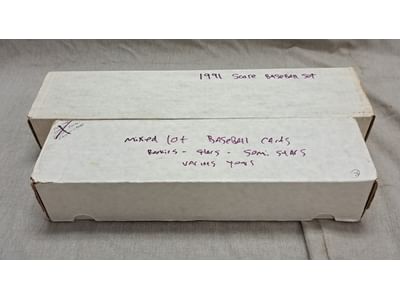 1991 Score Baseball Set
mixed lot Baseball Cards
Rookies - Stars - Semi Stars
various years